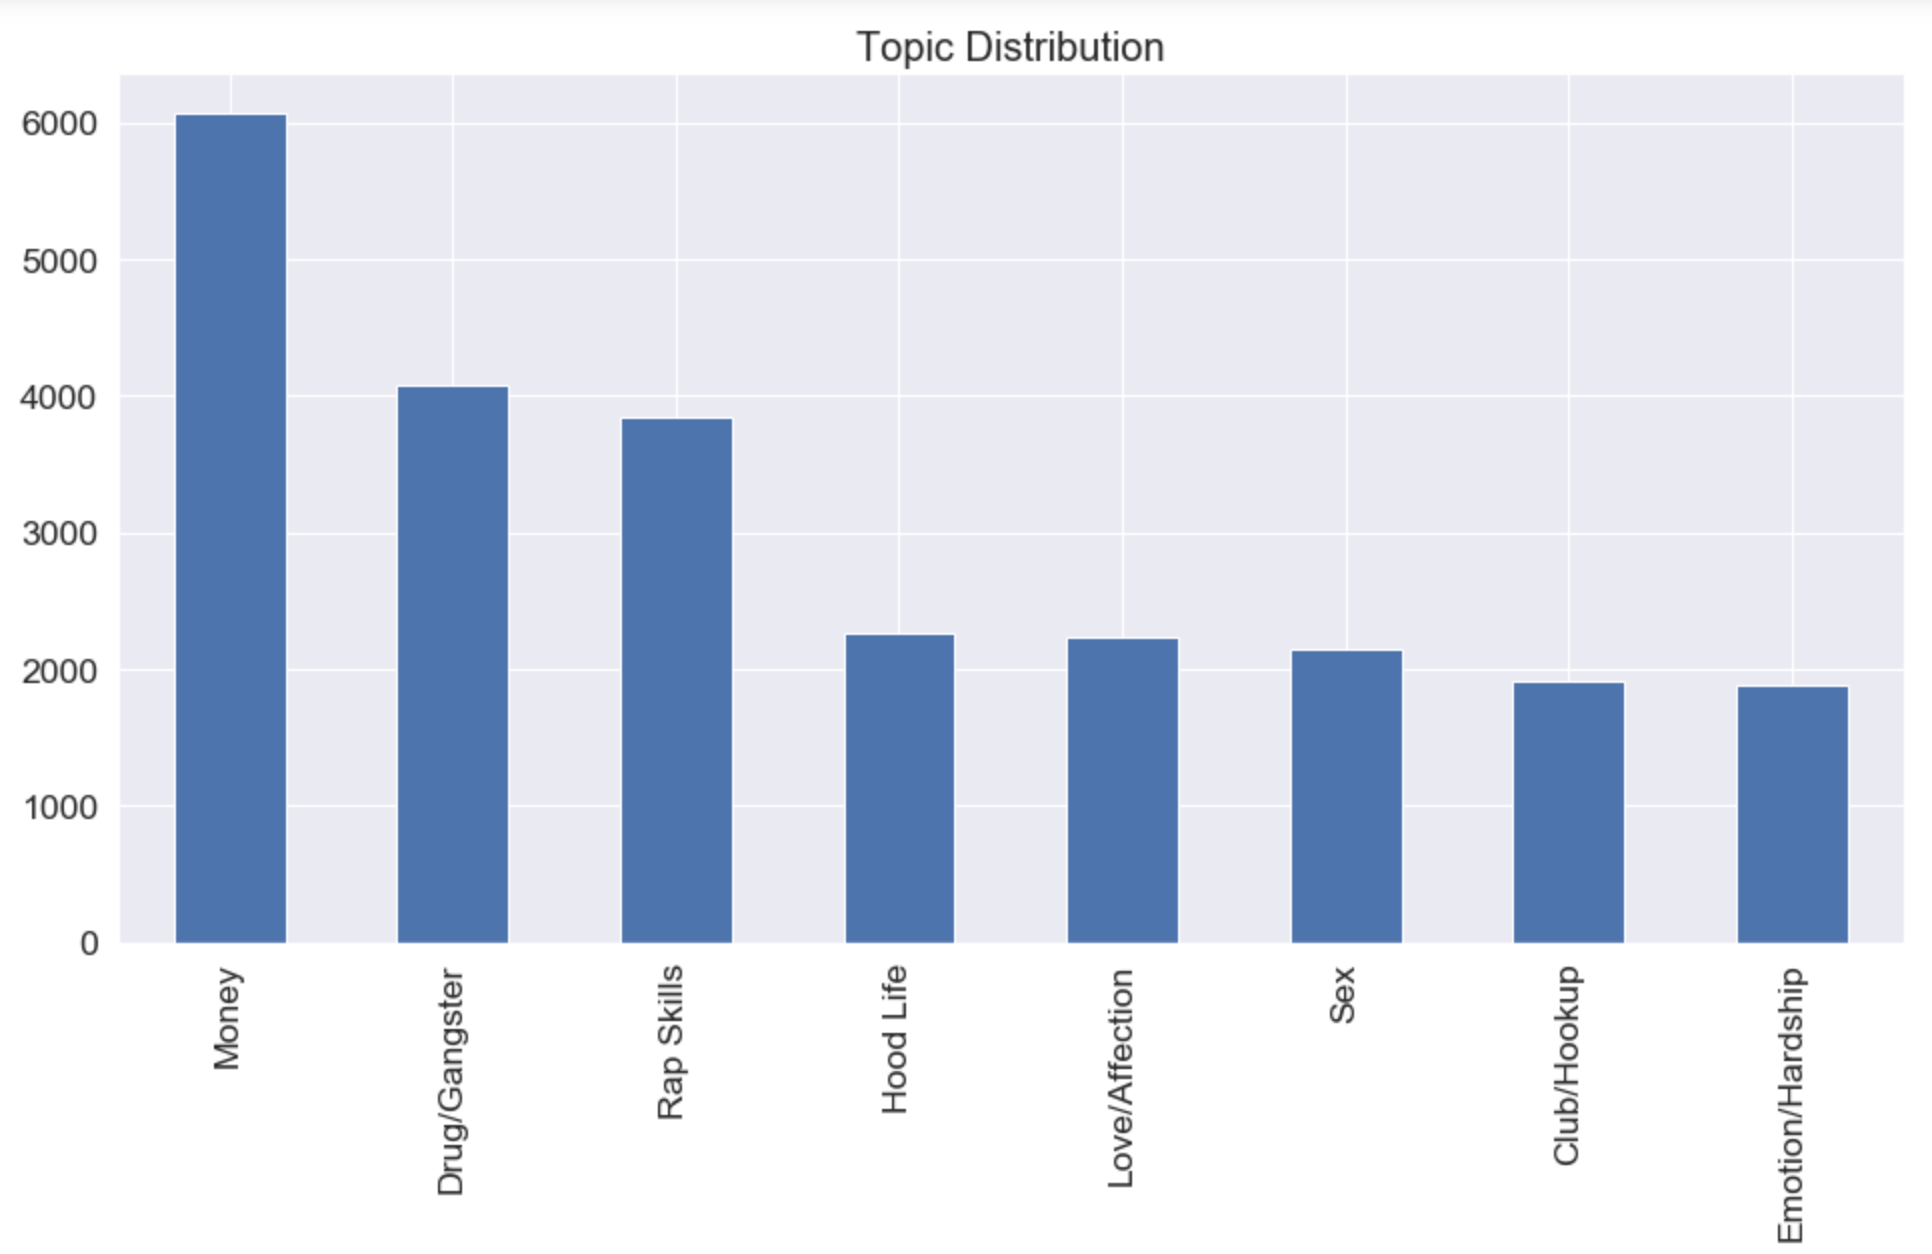 Topic Distribution
6000
5000
4000
3000
2000
1000
0
Money
Drug/Gangster
Rap Skills
Hood Life
Love/Affection
Sex
Club/Hookup
Emotion/Hardship